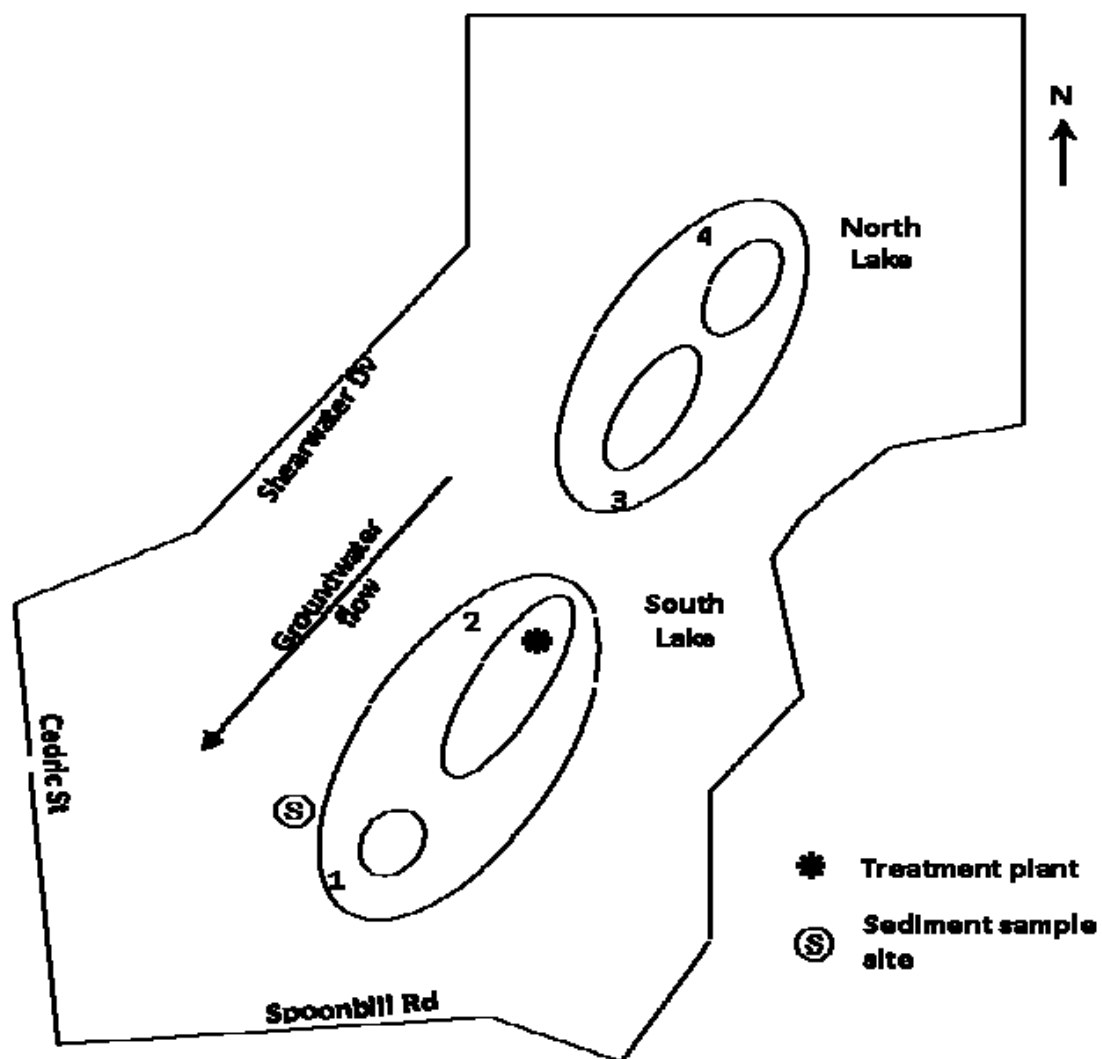 N
North
Lake
4
Shearwater Dv
3
Groundwater
flow
South
Lake
2
Cedric St
S
1
Treatment plant
S
Sediment sample
site
Spoonbill Rd